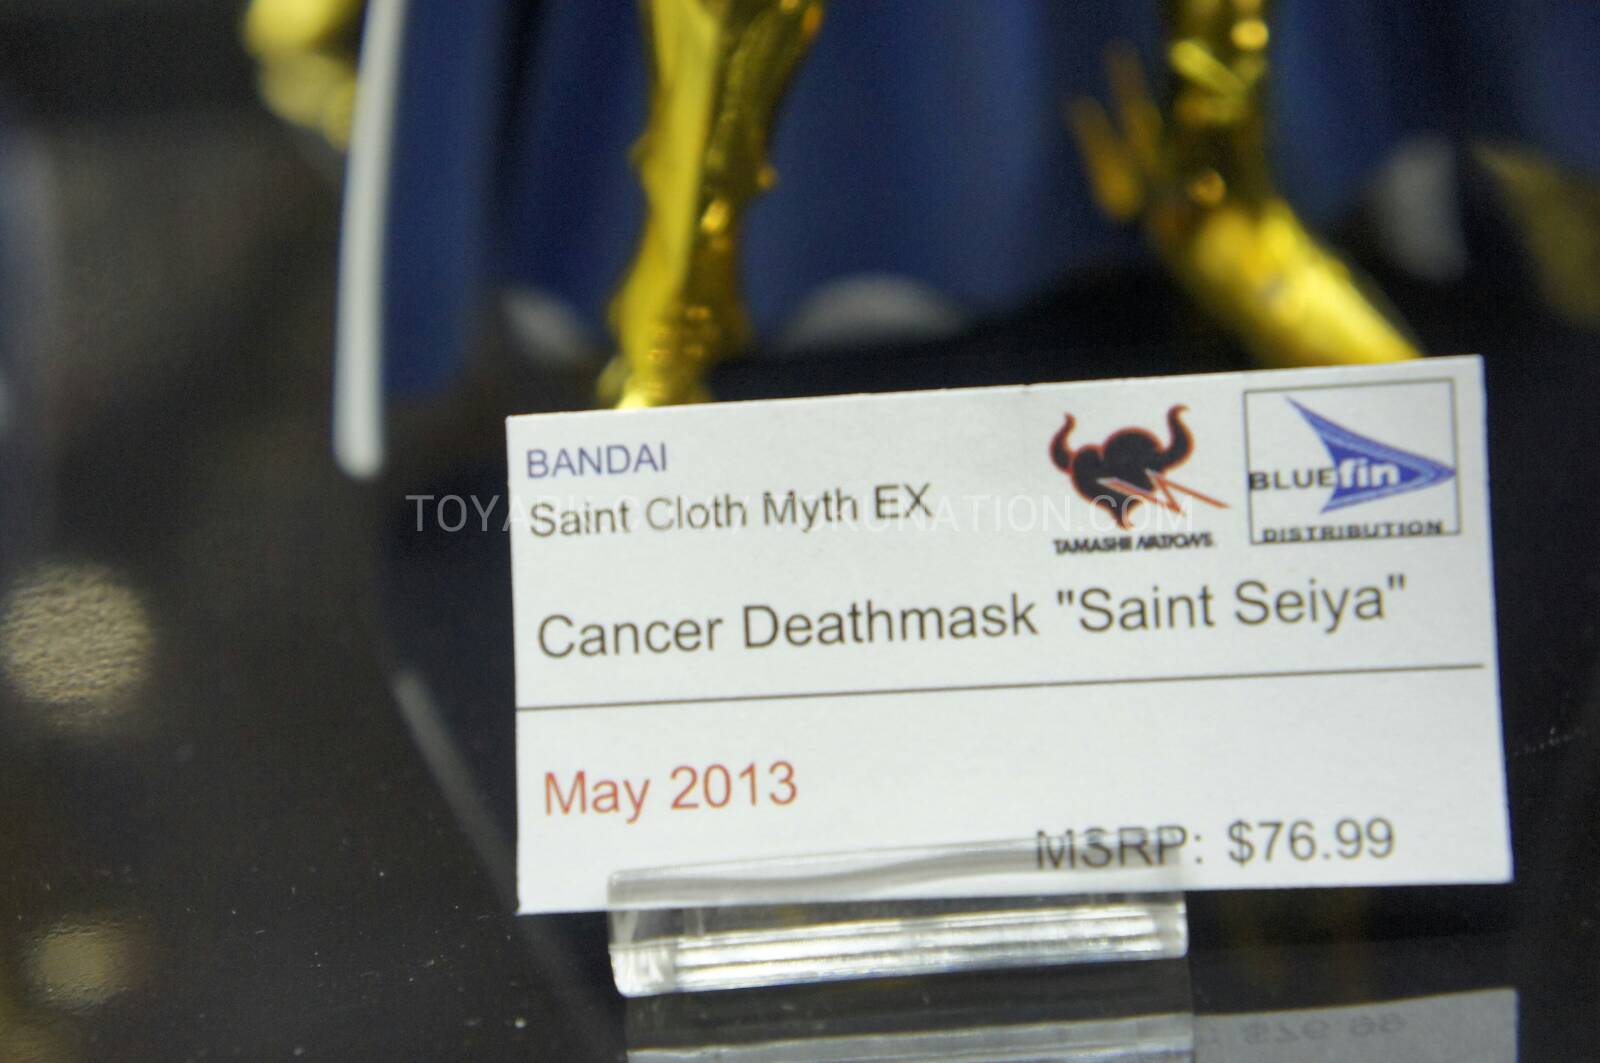 BANDAI
Saint Cloth Myth EX
TAMASHII NATIONS
BLUEfin
DISTRIBUTION
Cancer Deathmask "Saint Seiya"
May 2013
MSRP: $76.99